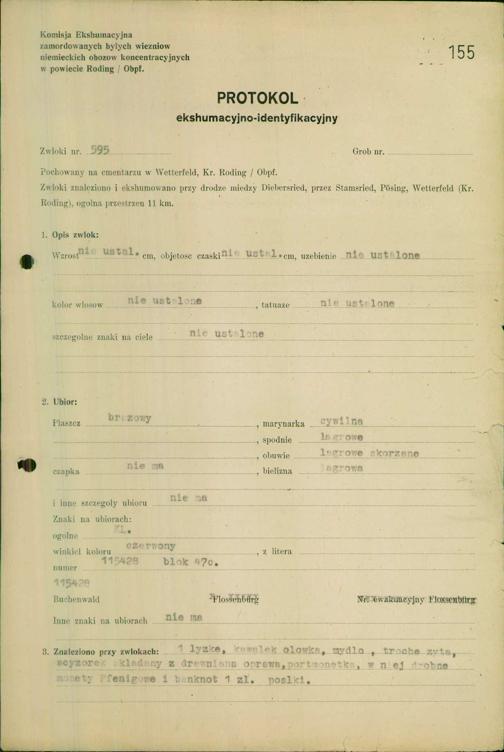 Komisja Ekshumacyjna
zamordowanych bylych wiezniow
niemieckich obozow koncentracyjnych
w powiecie Roding / Obpf.
155
PROTOKOL
ekshumacyjno-identyfikacyjny
Zwloki nr. 595 Grob nr.
Pochowany na cmentarzu w Wetterfeld, Kr. Roding / Obpf.
Zwloki znaleziono i ekshumowano przy drodze miedzy Diebersried, przez Stamsried, Pösing, Wetterfeld (Kr.
Roding), ogolna przestrzen 11 km.
1. Opis zwlok:
Wzrost nie ustal. cm, objetosc czaski nie ustal. cm, uzebienie nie ustalone
kolor wlosow nie ustalone , tatuaze nie ustalone
szczegolne znaki na ciele nie ustalone
2. Ubior:
Plaszcz brazowy , marynarka cywilna
, spodnie lagrowe
, obuwie lagrowe skorzane
czapka nie ma , bielizna lagrowa
i inne szczegoly ubioru nie ma
Znaki na ubiorach:
ogolne KL.
winkiel koloru czerwony , z litera
numer 115428 blok 47c.
115428
Buchenwald Flossenbürg Nr. ewakuacyjny Flossenbürg
Inne znaki na ubiorach nie ma
3. Znaleziono przy zwlokach: 1 lyzke, kawalek olowka, mydlo , troche zyta,
scyzorek skladany z drewniana oprawa, portmonetka, w niej drobne
monety Pfenigowe i banknot 1 zl. poslki.